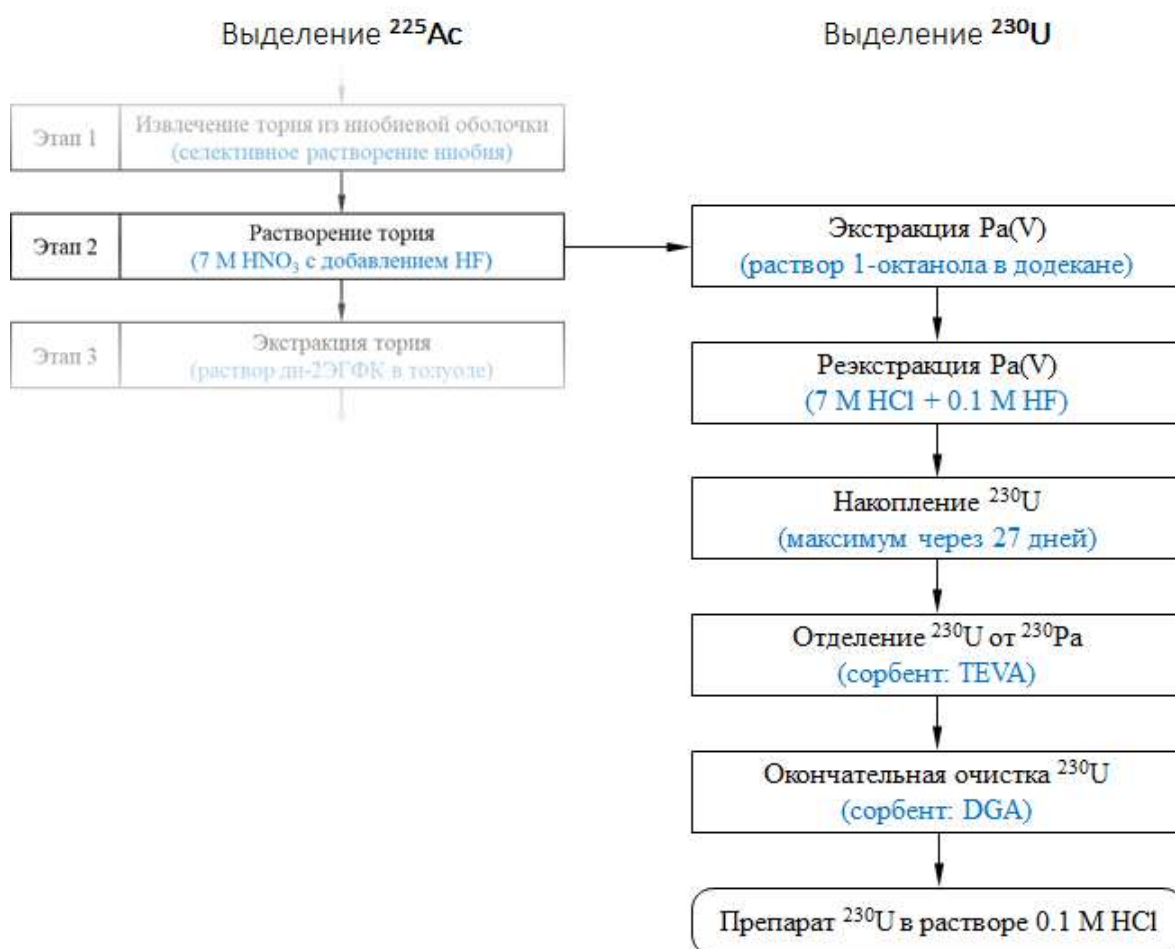 Выделение ²²⁵Ac
Этап 1
Извлечение тория из ниобиевой оболочки
(селективное растворение ниобия)
Этап 2
Растворение тория
(7 М HNO₃ с добавлением HF)
Этап 3
Экстракция тория
(раствор ди-2ЭГФК в толуоле)
Выделение ²³⁰U
Экстракция Pa(V)
(раствор 1-октанола в додекане)
Реэкстракция Pa(V)
(7 М HCl + 0.1 М HF)
Накопление ²³⁰U
(максимум через 27 дней)
Отделение ²³⁰U от ²³⁰Pa
(сорбент: TEVA)
Окончательная очистка ²³⁰U
(сорбент: DGA)
Препарат ²³⁰U в растворе 0.1 М HCl